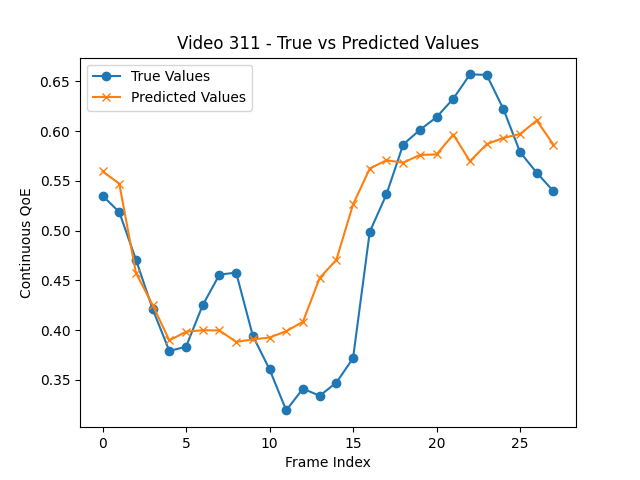 Video 311 - True vs Predicted Values
True Values
Predicted Values
Continuous QoE
0.65
0.60
0.55
0.50
0.45
0.40
0.35
0 5 10 15 20 25
Frame Index